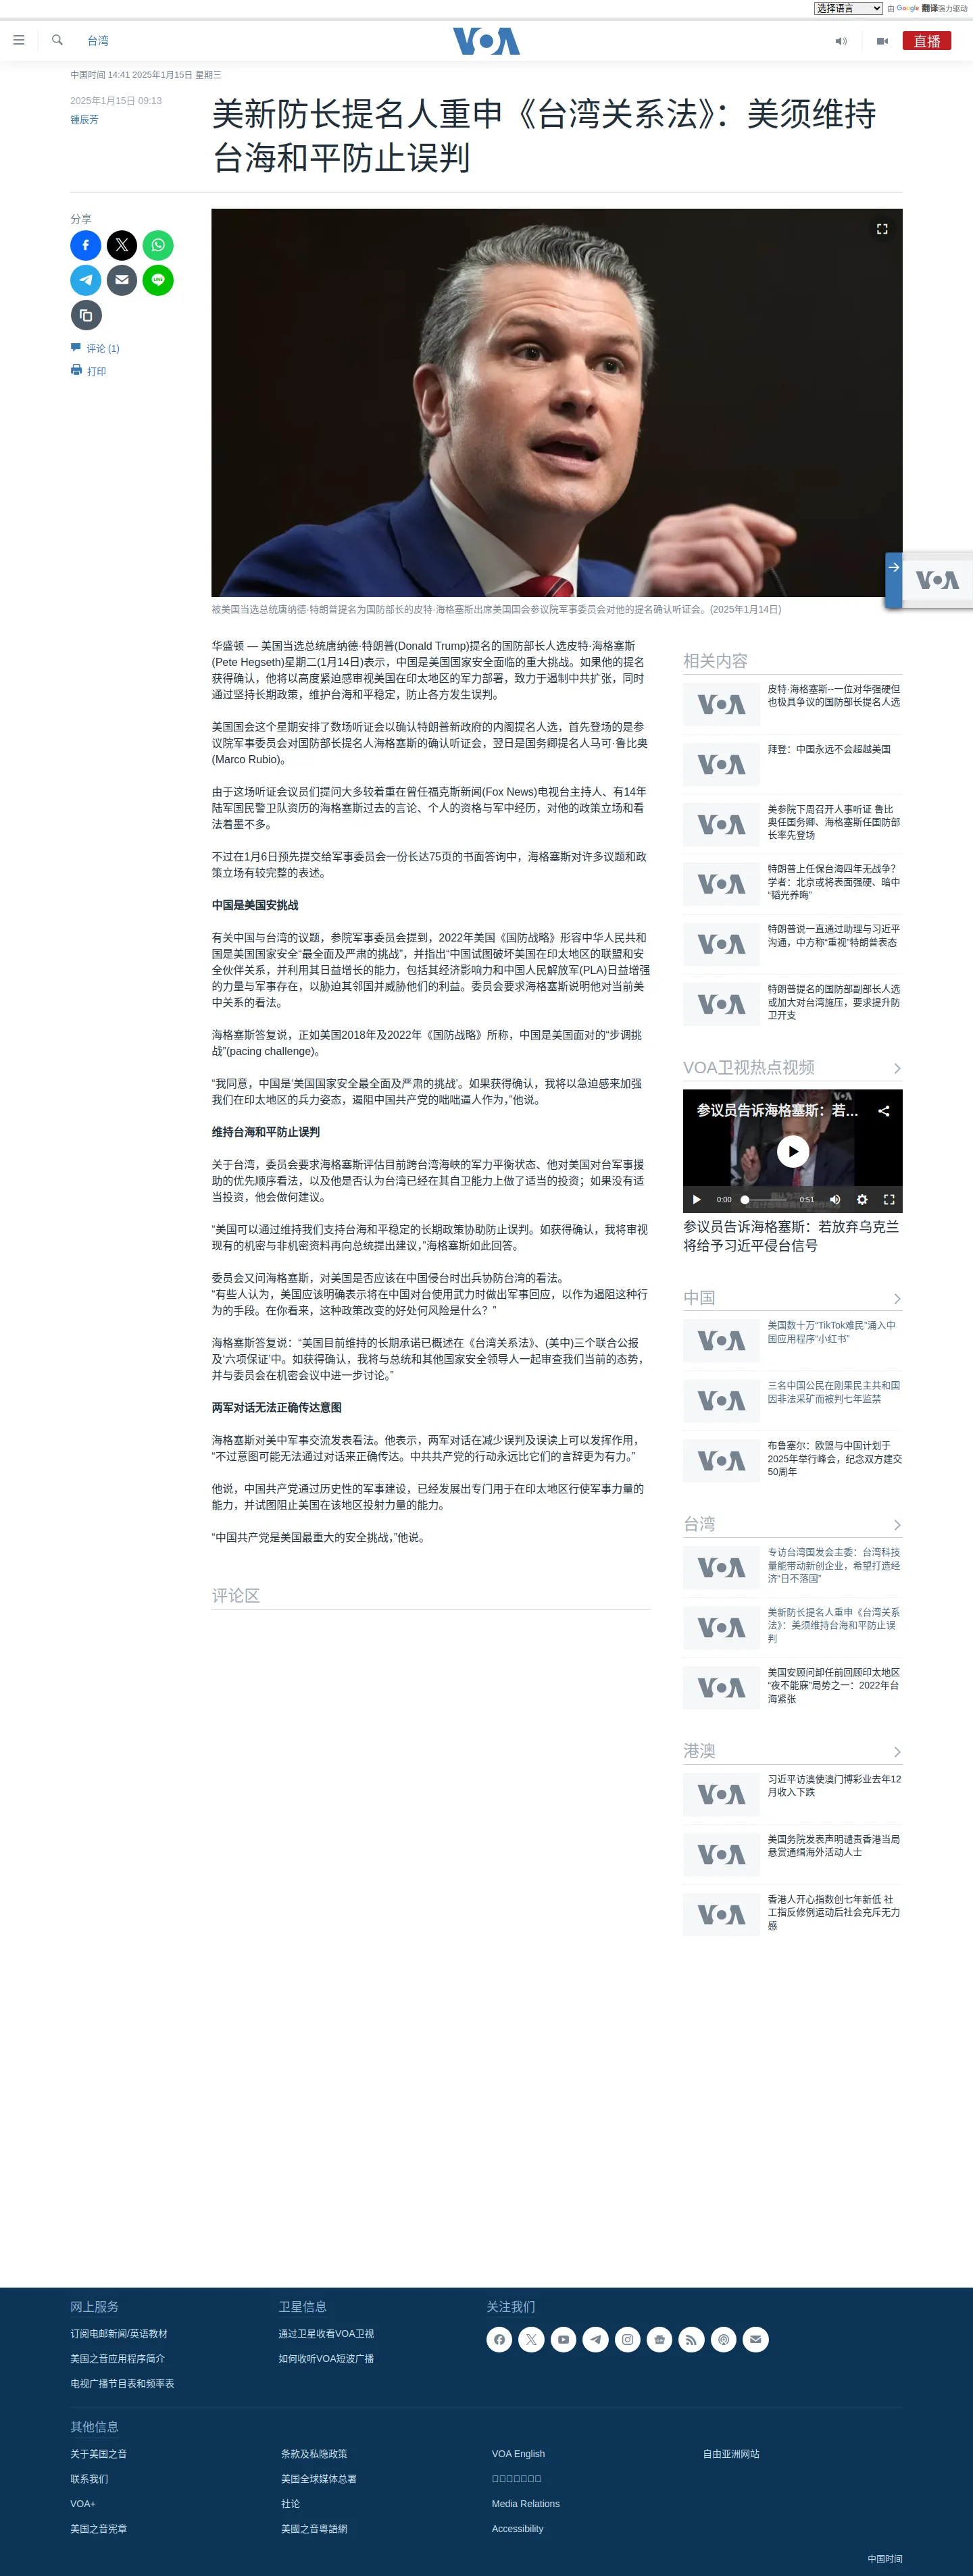 选择语言
由 Google 翻译强力驱动
台湾
VOA
直播
中国时间 14:41 2025年1月15日 星期三
2025年1月15日 09:13
锺辰芳
美新防长提名人重申《台湾关系法》：美须维持
台海和平防止误判
分享
评论 (1)
打印
VOA
被美国当选总统唐纳德·特朗普提名为国防部长的皮特·海格塞斯出席美国国会参议院军事委员会对他的提名确认听证会。(2025年1月14日)
华盛顿 — 美国当选总统唐纳德·特朗普(Donald Trump)提名的国防部长人选皮特·海格塞斯
(Pete Hegseth)星期二(1月14日)表示，中国是美国国家安全面临的重大挑战。如果他的提名
获得确认，他将以高度紧迫感审视美国在印太地区的军力部署，致力于遏制中共扩张，同时
通过坚持长期政策，维护台海和平稳定，防止各方发生误判。
美国国会这个星期安排了数场听证会以确认特朗普新政府的内阁提名人选，首先登场的是参
议院军事委员会对国防部长提名人海格塞斯的确认听证会，翌日是国务卿提名人马可·鲁比奥
(Marco Rubio)。
由于这场听证会议员们提问大多较着重在曾任福克斯新闻(Fox News)电视台主持人、有14年
陆军国民警卫队资历的海格塞斯过去的言论、个人的资格与军中经历，对他的政策立场和看
法着墨不多。
不过在1月6日预先提交给军事委员会一份长达75页的书面答询中，海格塞斯对许多议题和政
策立场有较完整的表述。
中国是美国安挑战
有关中国与台湾的议题，参院军事委员会提到，2022年美国《国防战略》形容中华人民共和
国是美国国家安全“最全面及严肃的挑战”，并指出“中国试图破坏美国在印太地区的联盟和安
全伙伴关系，并利用其日益增长的能力，包括其经济影响力和中国人民解放军(PLA)日益增强
的力量与军事存在，以胁迫其邻国并威胁他们的利益。委员会要求海格塞斯说明他对当前美
中关系的看法。
海格塞斯答复说，正如美国2018年及2022年《国防战略》所称，中国是美国面对的“步调挑
战”(pacing challenge)。
“我同意，中国是‘美国国家安全最全面及严肃的挑战’。如果获得确认，我将以急迫感来加强
我们在印太地区的兵力姿态，遏阻中国共产党的咄咄逼人作为，”他说。
维持台海和平防止误判
关于台湾，委员会要求海格塞斯评估目前跨台湾海峡的军力平衡状态、他对美国对台军事援
助的优先顺序看法，以及他是否认为台湾已经在其自卫能力上做了适当的投资；如果没有适
当投资，他会做何建议。
“美国可以通过维持我们支持台海和平稳定的长期政策协助防止误判。如获得确认，我将审视
现有的机密与非机密资料再向总统提出建议，”海格塞斯如此回答。
委员会又问海格塞斯，对美国是否应该在中国侵台时出兵协防台湾的看法。
“有些人认为，美国应该明确表示将在中国对台使用武力时做出军事回应，以作为遏阻这种行
为的手段。在你看来，这种政策改变的好处何风险是什么？”
海格塞斯答复说：“美国目前维持的长期承诺已概述在《台湾关系法》、(美中)三个联合公报
及‘六项保证’中。如获得确认，我将与总统和其他国家安全领导人一起审查我们当前的态势，
并与委员会在机密会议中进一步讨论。”
两军对话无法正确传达意图
海格塞斯对美中军事交流发表看法。他表示，两军对话在减少误判及误读上可以发挥作用，
“不过意图可能无法通过对话来正确传达。中共共产党的行动永远比它们的言辞更为有力。”
他说，中国共产党通过历史性的军事建设，已经发展出专门用于在印太地区行使军事力量的
能力，并试图阻止美国在该地区投射力量的能力。
“中国共产党是美国最重大的安全挑战，”他说。
评论区
相关内容
VOA
皮特·海格塞斯--一位对华强硬但
也极具争议的国防部长提名人选
VOA
拜登：中国永远不会超越美国
VOA
美参院下周召开人事听证 鲁比
奥任国务卿、海格塞斯任国防部
长率先登场
VOA
特朗普上任保台海四年无战争？
学者：北京或将表面强硬、暗中
“韬光养晦”
VOA
特朗普说一直通过助理与习近平
沟通，中方称“重视”特朗普表态
VOA
特朗普提名的国防部副部长人选
或加大对台湾施压，要求提升防
卫开支
VOA卫视热点视频
VOA
参议员告诉海格塞斯：若…
0:00
0:51
参议员告诉海格塞斯：若放弃乌克兰
将给予习近平侵台信号
中国
VOA
美国数十万“TikTok难民”涌入中
国应用程序“小红书”
VOA
三名中国公民在刚果民主共和国
因非法采矿而被判七年监禁
VOA
布鲁塞尔：欧盟与中国计划于
2025年举行峰会，纪念双方建交
50周年
台湾
VOA
专访台湾国发会主委：台湾科技
量能带动新创企业，希望打造经
济“日不落国”
VOA
美新防长提名人重申《台湾关系
法》：美须维持台海和平防止误
判
VOA
美国安顾问卸任前回顾印太地区
“夜不能寐”局势之一：2022年台
海紧张
港澳
VOA
习近平访澳使澳门博彩业去年12
月收入下跌
VOA
美国务院发表声明谴责香港当局
悬赏通缉海外活动人士
VOA
香港人开心指数创七年新低 社
工指反修例运动后社会充斥无力
感
网上服务
订阅电邮新闻/英语教材
美国之音应用程序简介
电视广播节目表和频率表
卫星信息
通过卫星收看VOA卫视
如何收听VOA短波广播
关注我们
其他信息
关于美国之音
联系我们
VOA+
美国之音宪章
条款及私隐政策
美国全球媒体总署
社论
美國之音粵語網
VOA English
Media Relations
Accessibility
自由亚洲网站
中国时间